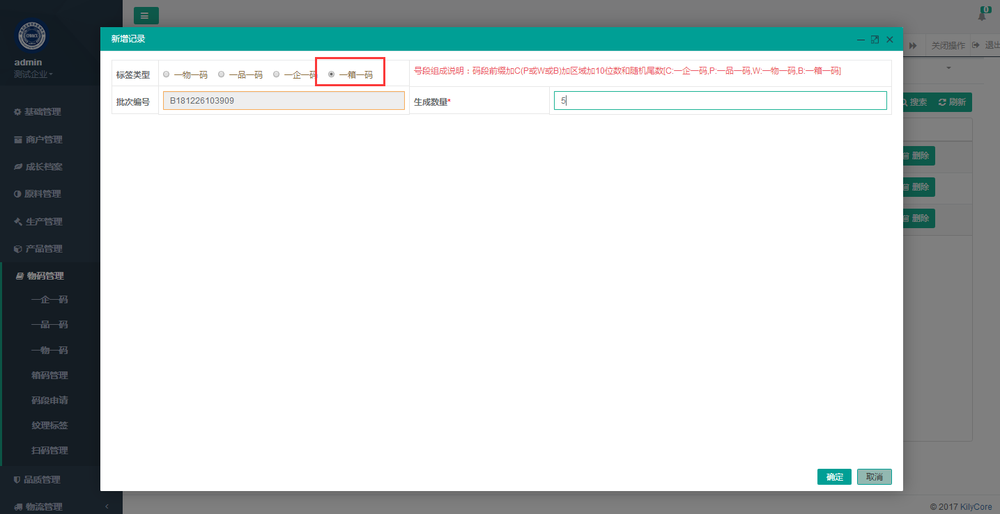 admin
测试企业
基础管理
商户管理
成长档案
原料管理
生产管理
产品管理
物码管理
一企一码
一品一码
一物一码
箱码管理
码段申请
纹理标签
扫码管理
品质管理
物流管理
0
关闭操作 退出
新增记录
标签类型 一物一码 一品一码 一企一码 一箱一码 号段组成说明：码段前缀加C(P或W或B)加区域加10位数和随机尾数[C:一企一码,P:一品一码,W:一物一码,B:一箱一码]
批次编号 B181226103909 生成数量* 5
搜索 刷新
删除
删除
删除
确定 取消
© 2017 KilyCore